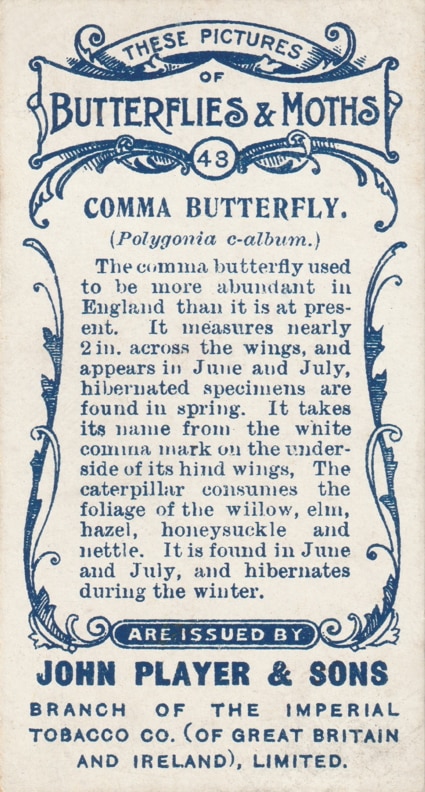 THESE PICTURES
OF
BUTTERFLIES & MOTHS
43
COMMA BUTTERFLY.
(Polygonia c-album.)
The comma butterfly used
to be more abundant in
England than it is at pres-
ent. It measures nearly
2 in. across the wings, and
appears in June and July,
hibernated specimens are
found in spring. It takes
its name from the white
comma mark on the under-
side of its hind wings, The
caterpillar consumes the
foliage of the willow, elm,
hazel, honeysuckle and
nettle. It is found in June
and July, and hibernates
during the winter.
ARE ISSUED BY
JOHN PLAYER & SONS
BRANCH OF THE IMPERIAL
TOBACCO CO. (OF GREAT BRITAIN
AND IRELAND), LIMITED.